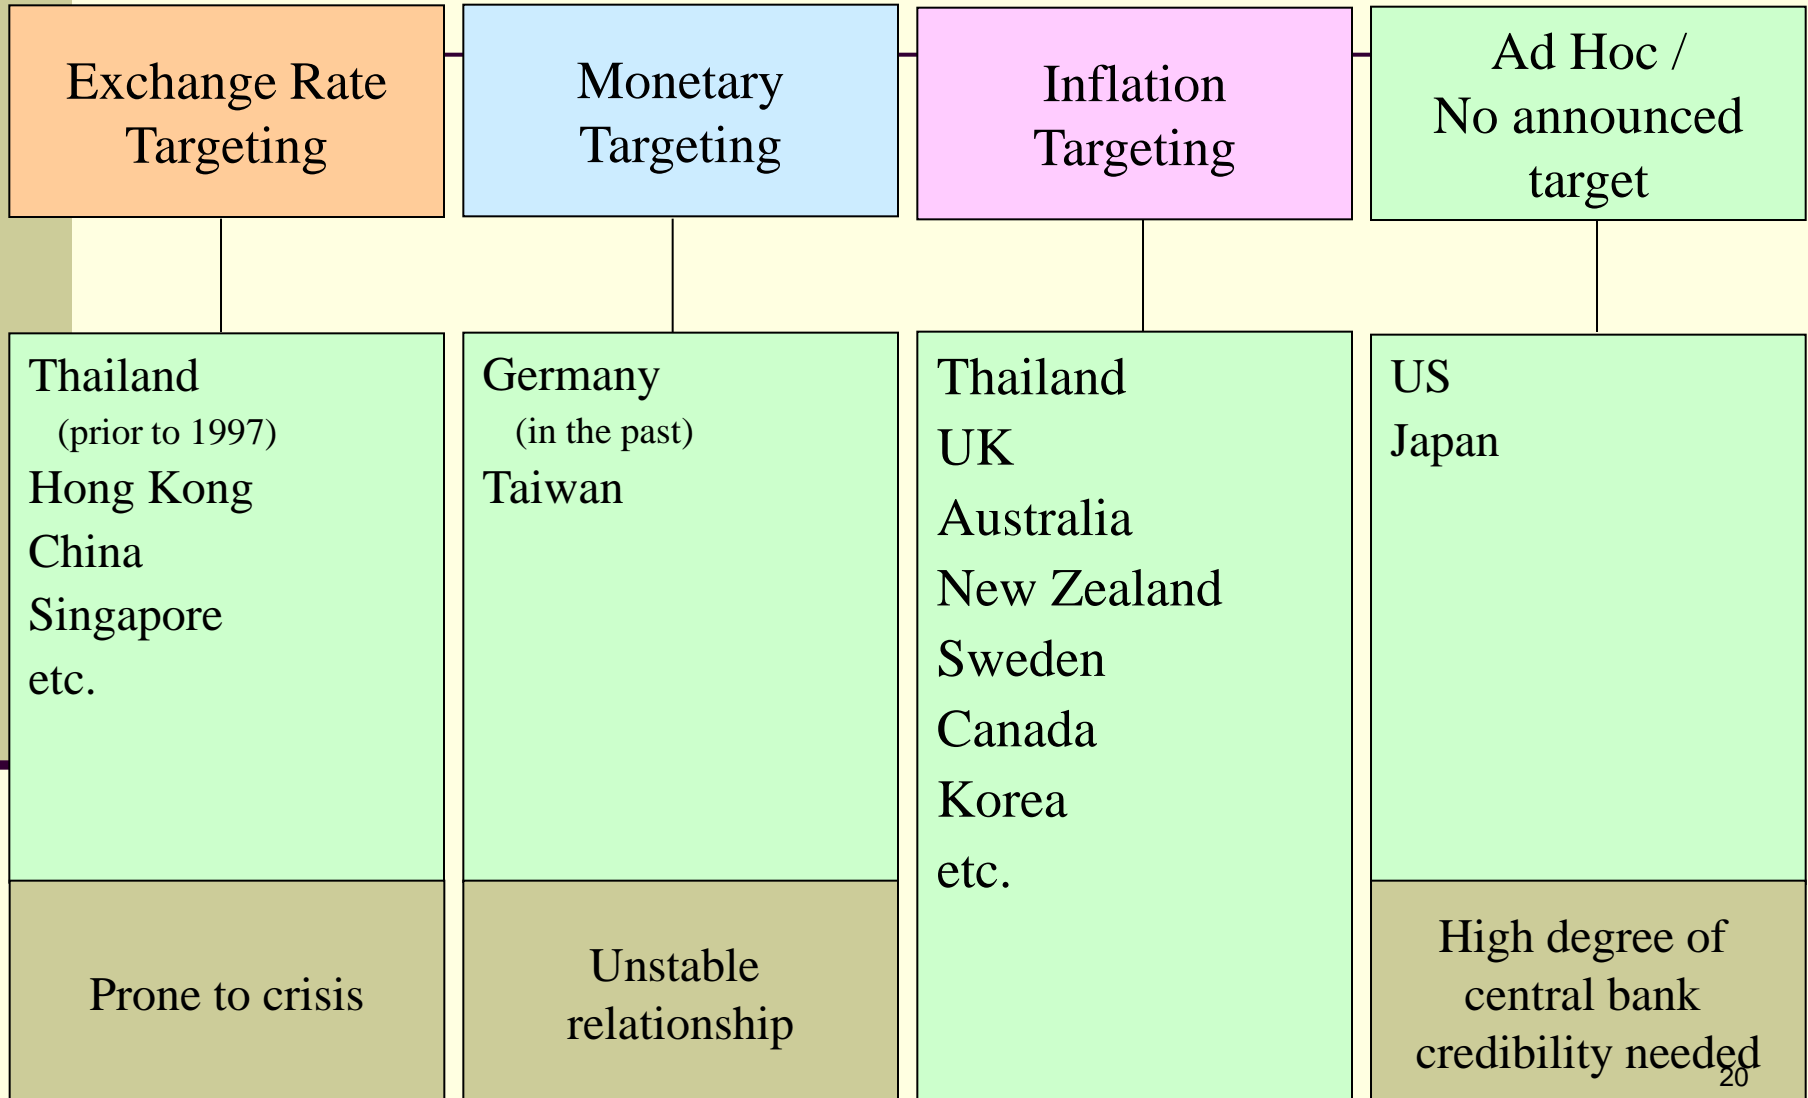 Exchange Rate
Targeting
Monetary
Targeting
Inflation
Targeting
Ad Hoc /
No announced
target
Thailand
(prior to 1997)
Hong Kong
China
Singapore
etc.
Germany
(in the past)
Taiwan
Thailand
UK
Australia
New Zealand
Sweden
Canada
Korea
etc.
US
Japan
Prone to crisis
Unstable
relationship
High degree of
central bank
credibility needed
20